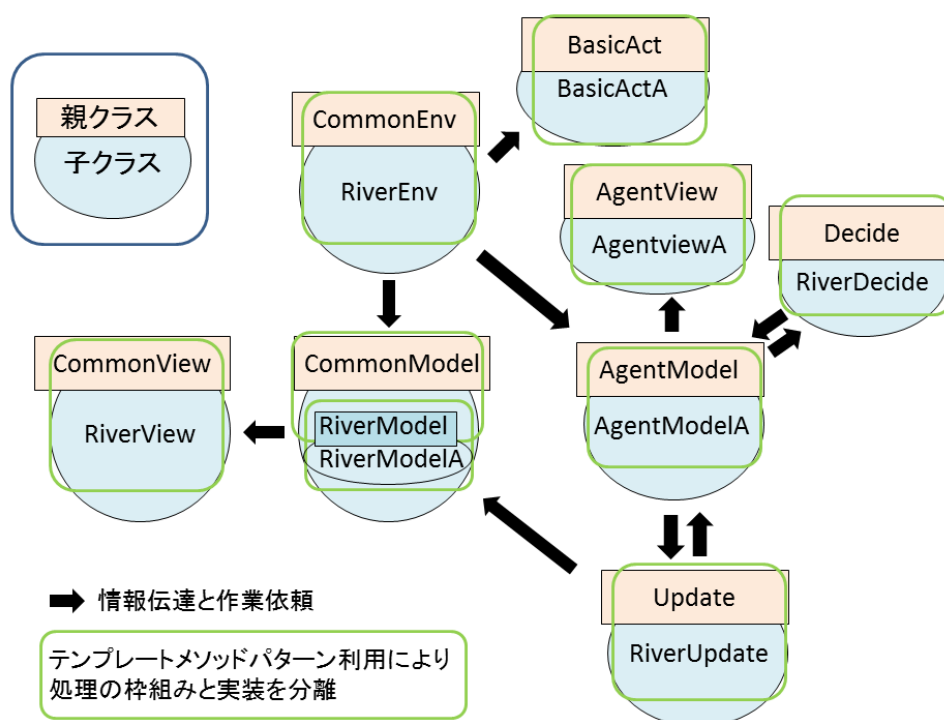 親クラス
子クラス
BasicAct
BasicActA
CommonEnv
RiverEnv
AgentView
AgentviewA
Decide
RiverDecide
CommonView
RiverView
CommonModel
RiverModel
RiverModelA
AgentModel
AgentModelA
Update
RiverUpdate
情報伝達と作業依頼
テンプレートメソッドパターン利用により
処理の枠組みと実装を分離